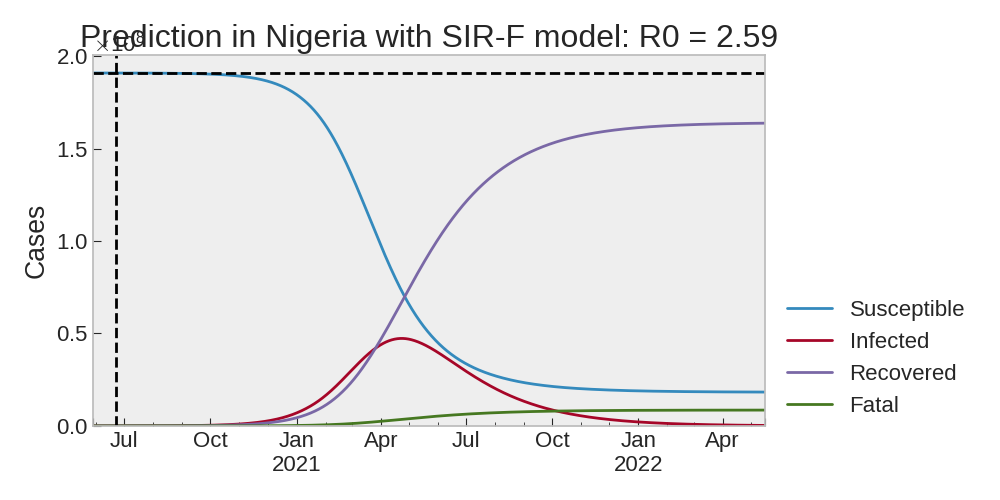 Prediction in Nigeria with SIR-F model: R0 = 2.59
2.0
1.5
1.0
0.5
0.0
Cases
Jul Oct Jan Apr Jul Oct Jan Apr
2021 2022
Susceptible
Infected
Recovered
Fatal